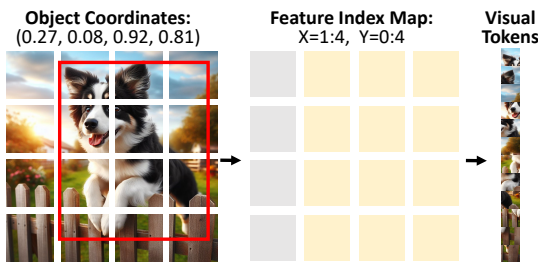 Object Coordinates:
(0.27, 0.08, 0.92, 0.81)
Feature Index Map:
X=1:4, Y=0:4
Visual
Tokens